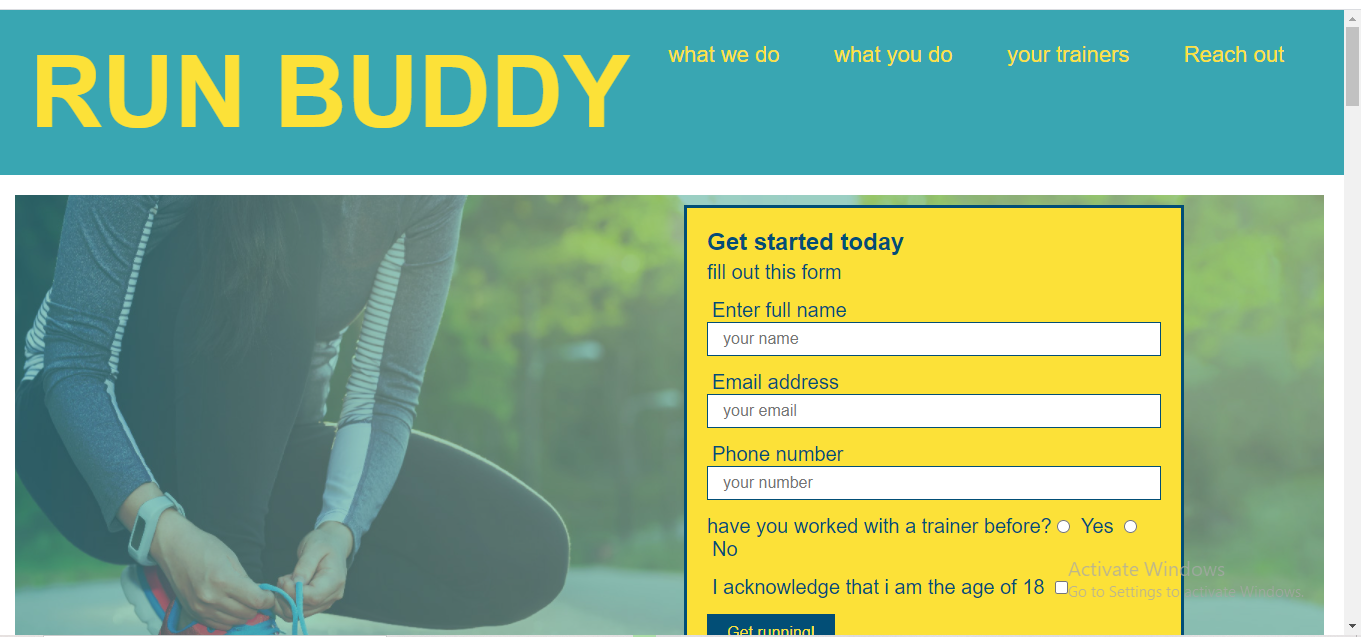 RUN BUDDY
what we do what you do your trainers Reach out
Get started today
fill out this form
Enter full name
your name
Email address
your email
Phone number
your number
have you worked with a trainer before? Yes
No
I acknowledge that i am the age of 18
Activate Windows
Go to Settings to activate Windows.
Get running!